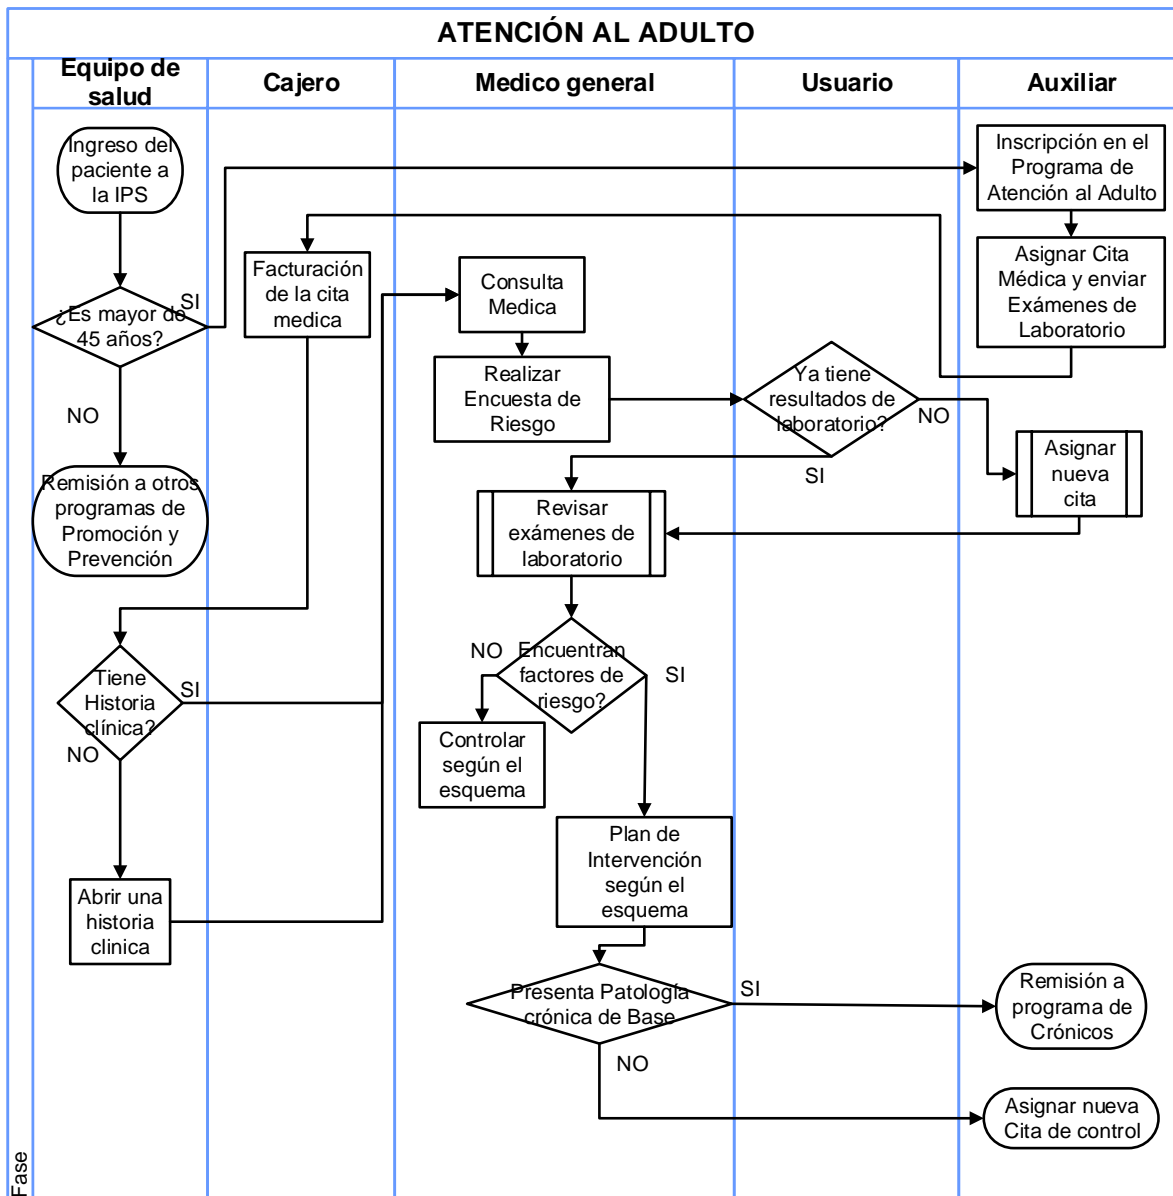 ATENCIÓN AL ADULTO
Equipo de
salud
Cajero
Medico general
Usuario
Auxiliar
Ingreso del
paciente a
la IPS
Inscripción en el
Programa de
Atención al Adulto
Asignar Cita
Médica y enviar
Exámenes de
Laboratorio
Facturación
de la cita
medica
Consulta
Medica
¿Es mayor de
45 años?
SI
NO
Realizar
Encuesta de
Riesgo
Ya tiene
resultados de
laboratorio?
NO
SI
Asignar
nueva
cita
Remisión a otros
programas de
Promoción y
Prevención
Revisar
exámenes de
laboratorio
Encuentran
factores de
riesgo?
NO
SI
Tiene
Historia
clínica?
SI
NO
Controlar
según el
esquema
Plan de
Intervención
según el
esquema
Abrir una
historia
clinica
Presenta Patología
crónica de Base
SI
NO
Remisión a
programa de
Crónicos
Asignar nueva
Cita de control
Fase